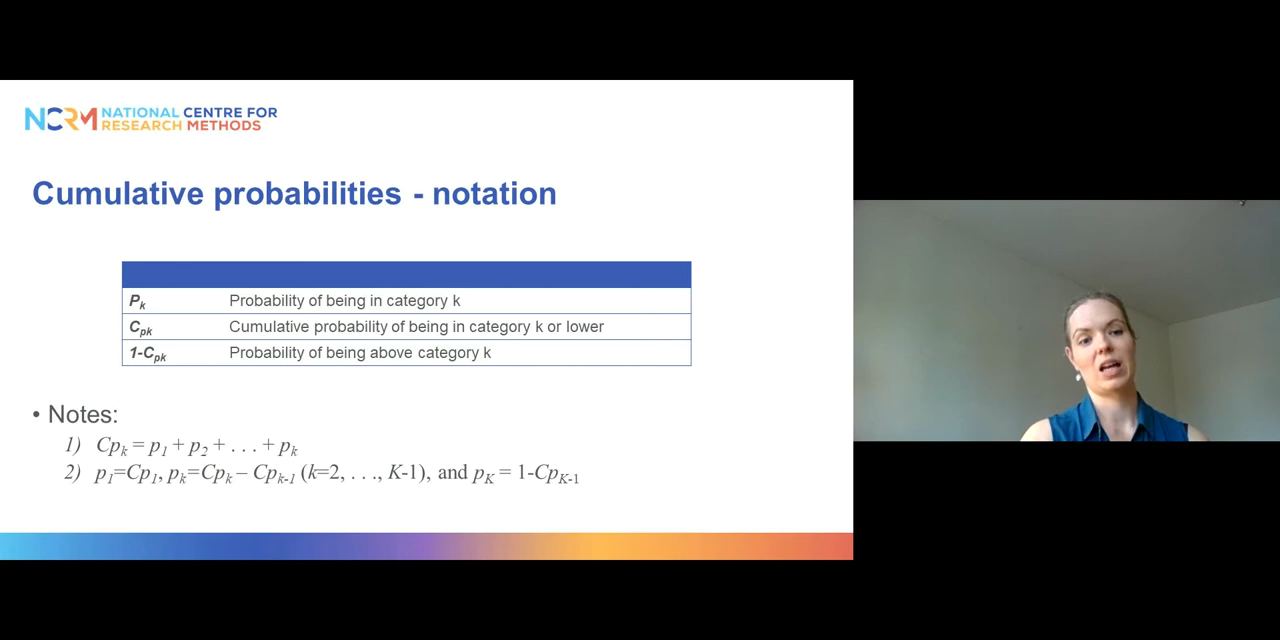 NCRM NATIONAL CENTRE FOR
RESEARCH METHODS
Cumulative probabilities - notation
Pk Probability of being in category k
Cpk Cumulative probability of being in category k or lower
1-Cpk Probability of being above category k
• Notes:
1) Cpk = p1 + p2 + . . . + pk
2) p1=Cp1, pk=Cpk – Cpk-1 (k=2, . . ., K-1), and pK = 1-CpK-1